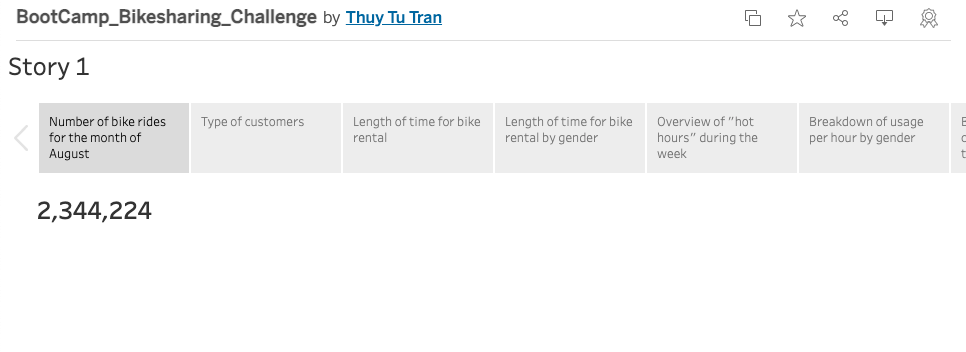 BootCamp_Bikesharing_Challenge by Thuy Tu Tran
Story 1
Number of bike rides
for the month of
August
Type of customers
Length of time for bike
rental
Length of time for bike
rental by gender
Overview of "hot
hours" during the
week
Breakdown of usage
per hour by gender
2,344,224